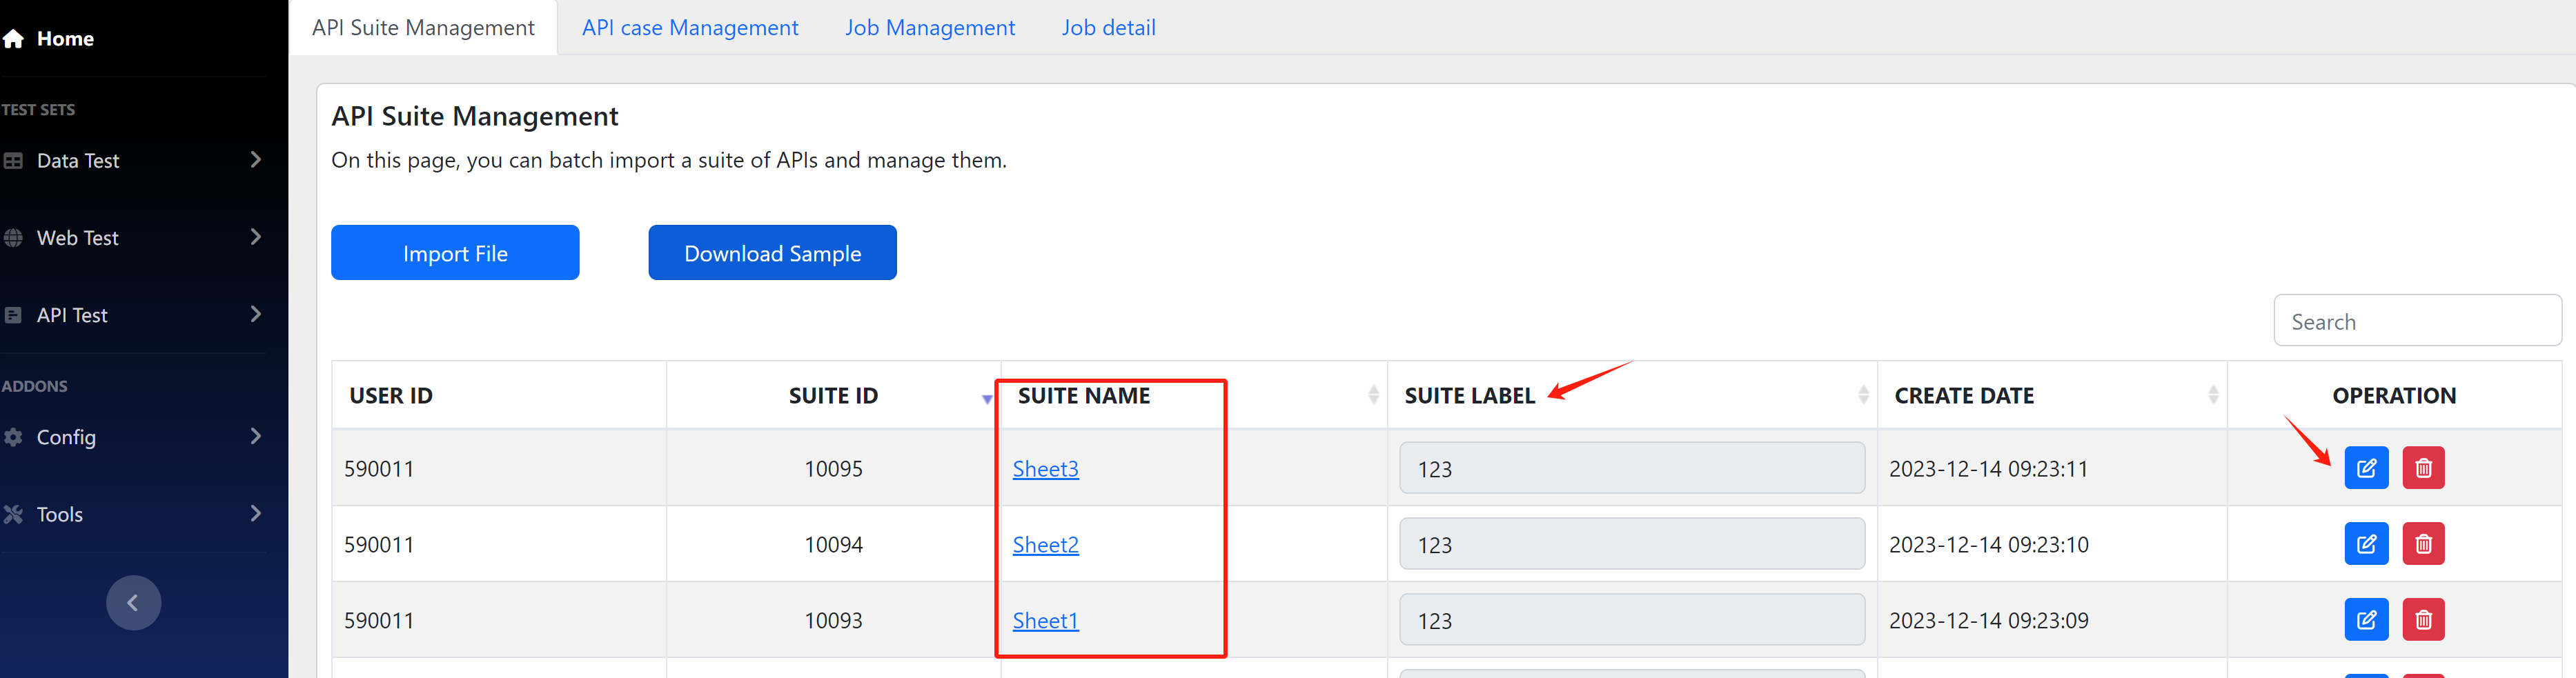 Home
TEST SETS
Data Test
Web Test
API Test
ADDONS
Config
Tools
API Suite Management
API case Management
Job Management
Job detail
API Suite Management
On this page, you can batch import a suite of APIs and manage them.
Import File
Download Sample
Search
USER ID SUITE ID SUITE NAME SUITE LABEL CREATE DATE OPERATION
590011 10095 Sheet3 123 2023-12-14 09:23:11
590011 10094 Sheet2 123 2023-12-14 09:23:10
590011 10093 Sheet1 123 2023-12-14 09:23:09